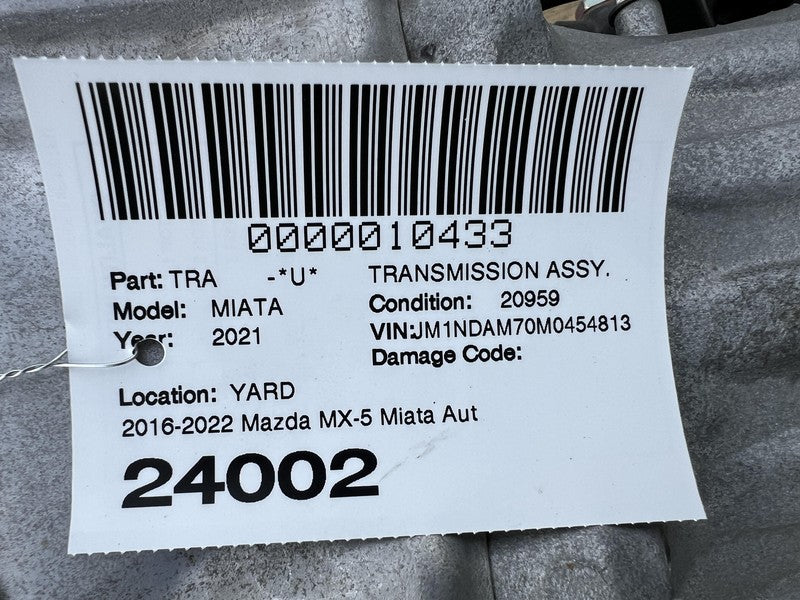 0000010433
Part: TRA -*U* TRANSMISSION ASSY.
Model: MIATA Condition: 20959
Year: 2021 VIN:JM1NDAM70M0454813
Damage Code:
Location: YARD
2016-2022 Mazda MX-5 Miata Aut
24002